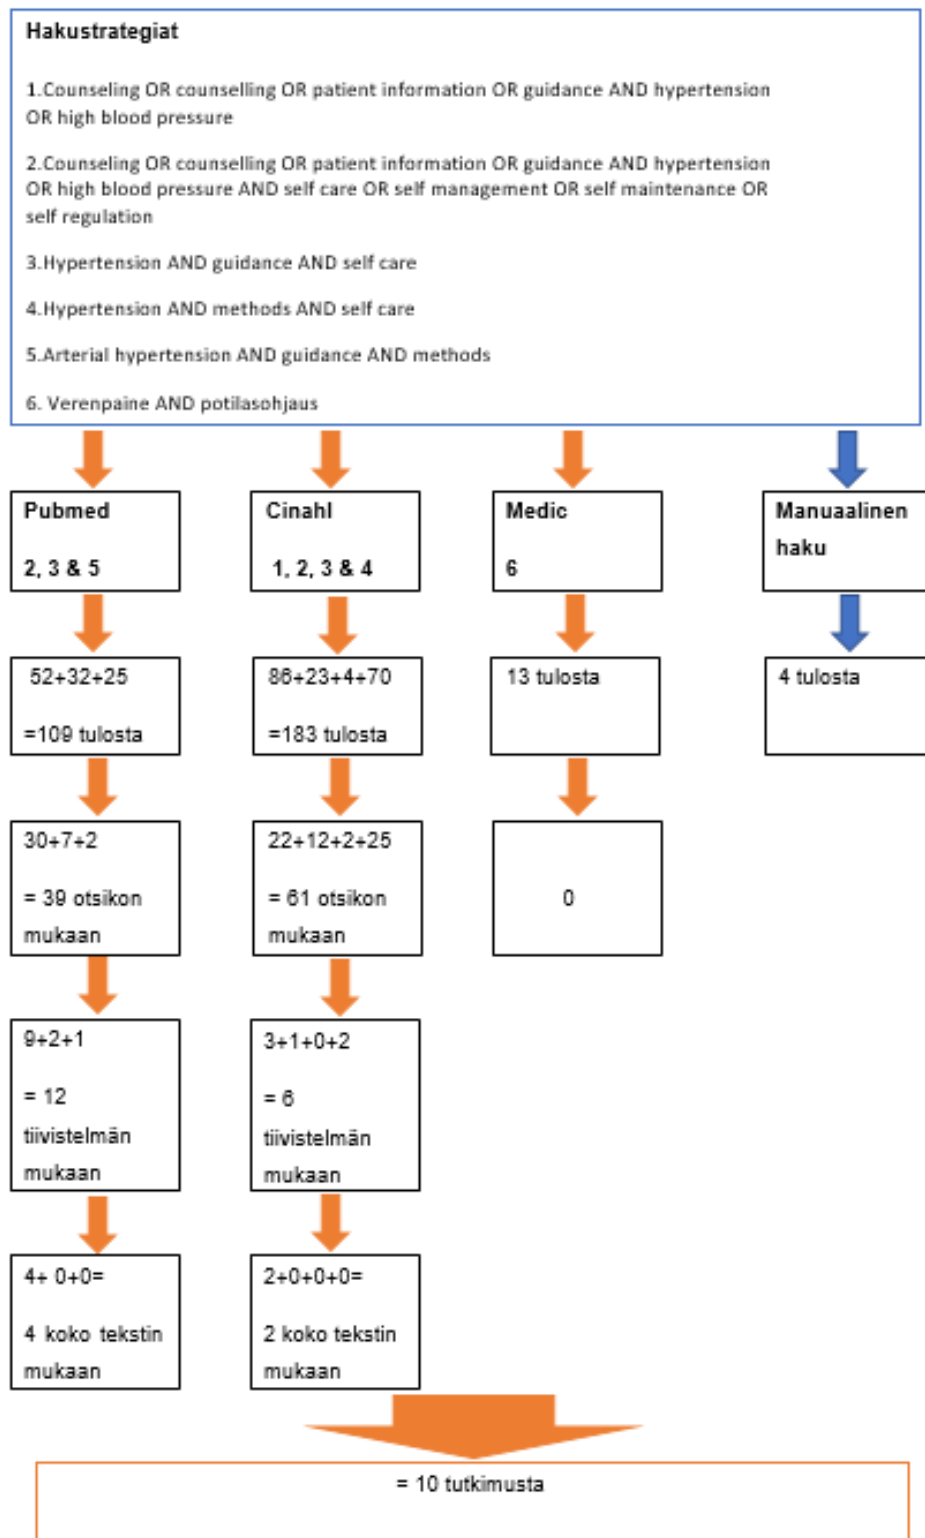 Hakustrategiat
1.Counseling OR counselling OR patient information OR guidance AND hypertension
OR high blood pressure
2.Counseling OR counselling OR patient information OR guidance AND hypertension
OR high blood pressure AND self care OR self management OR self maintenance OR
self regulation
3.Hypertension AND guidance AND self care
4.Hypertension AND methods AND self care
5.Arterial hypertension AND guidance AND methods
6. Verenpaine AND potilasohjaus
Pubmed
2, 3 & 5
Cinahl
1, 2, 3 & 4
Medic
6
Manuaalinen
haku
52+32+25
=109 tulosta
86+23+4+70
=183 tulosta
13 tulosta
4 tulosta
30+7+2
= 39 otsikon
mukaan
22+12+2+25
= 61 otsikon
mukaan
0
9+2+1
= 12
tiivistelmän
mukaan
3+1+0+2
= 6
tiivistelmän
mukaan
4+ 0+0=
4 koko tekstin
mukaan
2+0+0+0=
2 koko tekstin
mukaan
= 10 tutkimusta